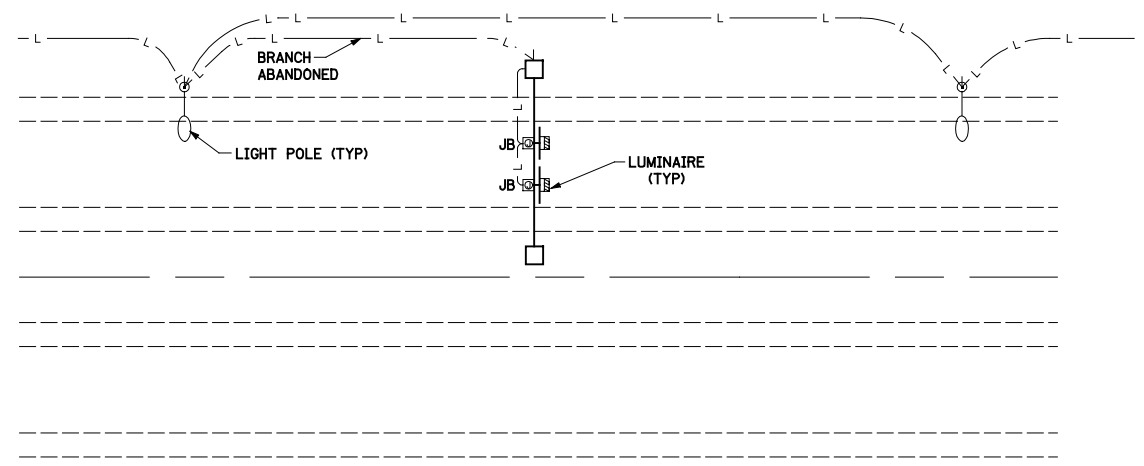 L L L L L L
L L L L L L L L
BRANCH
ABANDONED
L
L
JB
LIGHT POLE (TYP)
LUMINAIRE
(TYP)
L
JB